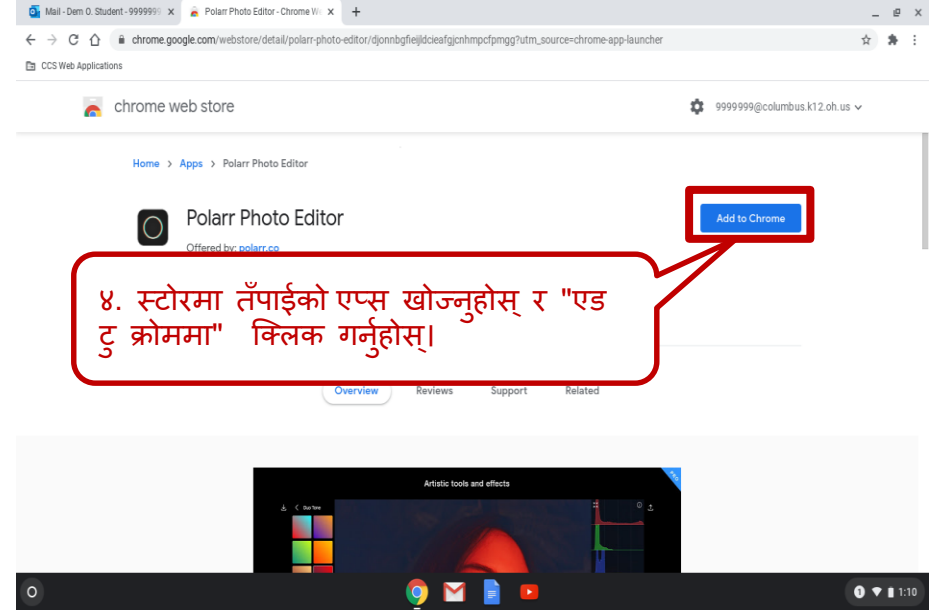 Mail - Dem O. Student - 9999999
Polarr Photo Editor - Chrome We
chrome.google.com/webstore/detail/polarr-photo-editor/djonnbgfieijldcieafgjcnhmpcfpmgg?utm_source=chrome-app-launcher
CCS Web Applications
chrome web store
9999999@columbus.k12.oh.us
Home > Apps > Polarr Photo Editor
Polarr Photo Editor
Add to Chrome
Offered by: polarr.co
४. स्टोरमा तँपाईको एप्स खोज्नुहोस् र "एड
टु क्रोममा" क्लिक गर्नुहोस्।
Overview Reviews Support Related
Artistic tools and effects
PRO
Duo Tone
1 1:10